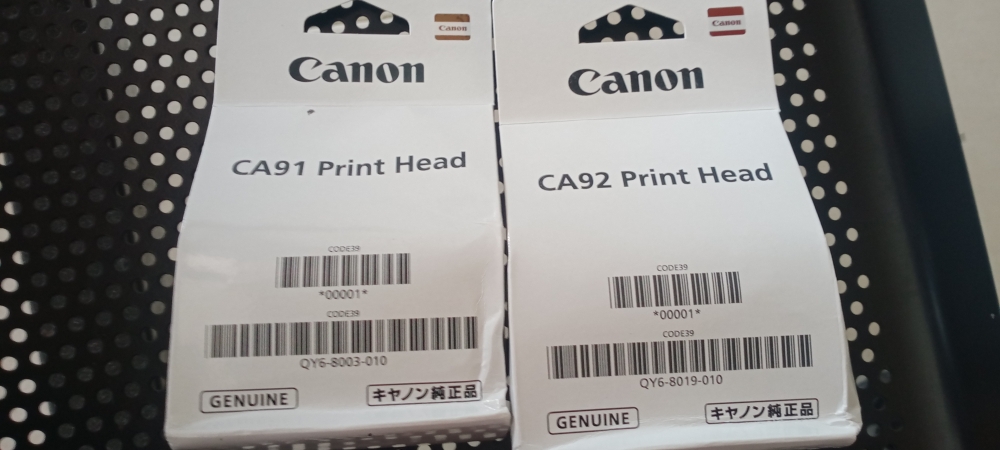 Canon
Canon
CA91 Print Head
CODE39
*00001*
CODE39
QY6-8003-010
GENUINE
キヤノン純正品
Canon
Canon
CA92 Print Head
CODE39
*00001*
CODE39
QY6-8019-010
GENUINE
キヤノン純正品